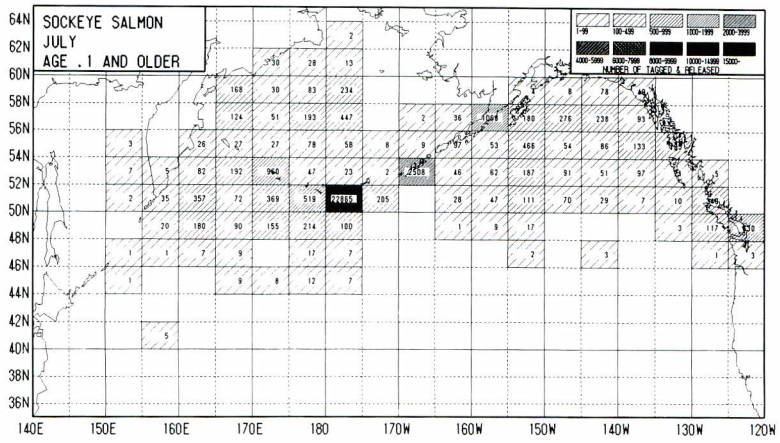 SOCKEYE SALMON
JULY
AGE .1 AND OLDER
1-99 100-499 500-999 1000-1999 2000-3999
4000-5999 6000-7999 8000-9999 10000-14999 15000-
NUMBER OF TAGGED & RELEASED
64N
2
62N
30 28 13
60N
168 30 83 234 8 78
58N
124 51 193 447 2 36 1068 180 276 238 93
56N
3 26 27 27 78 58 8 9 53 466 54 86 133
54N
7 5 82 192 960 47 23 2 2508 46 62 187 91 51 97 5
52N
2 35 357 72 369 519 22865 205 28 47 111 70 29 7 10
50N
20 180 90 155 214 100 1 9 17 3 117
48N
1 1 7 9 17 7 2 3 1 3
46N
1 9 8 12 7
44N
42N
5
40N
38N
36N
140E 150E 160E 170E 180 170W 160W 150W 140W 130W 120W